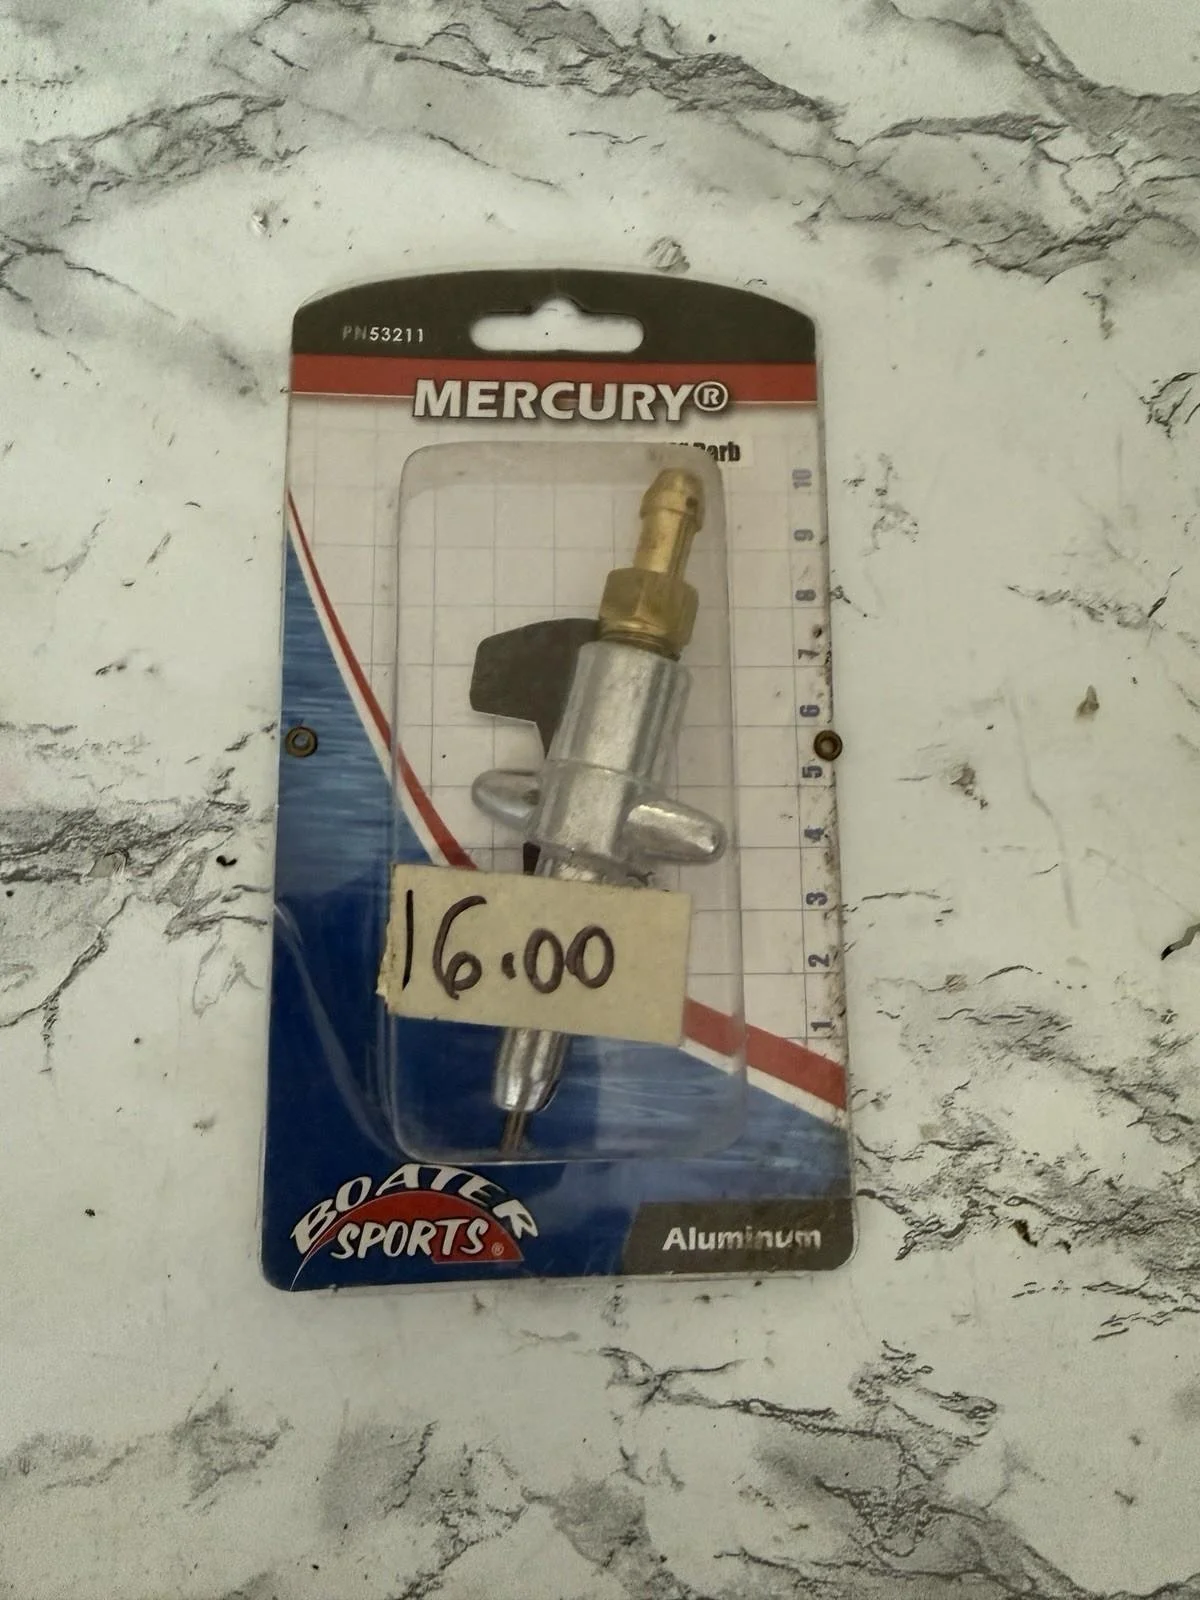 PN53211
MERCURY®
Barb
10
9
8
7
6
5
4
3
2
1
16.00
BOATER
SPORTS®
Aluminum